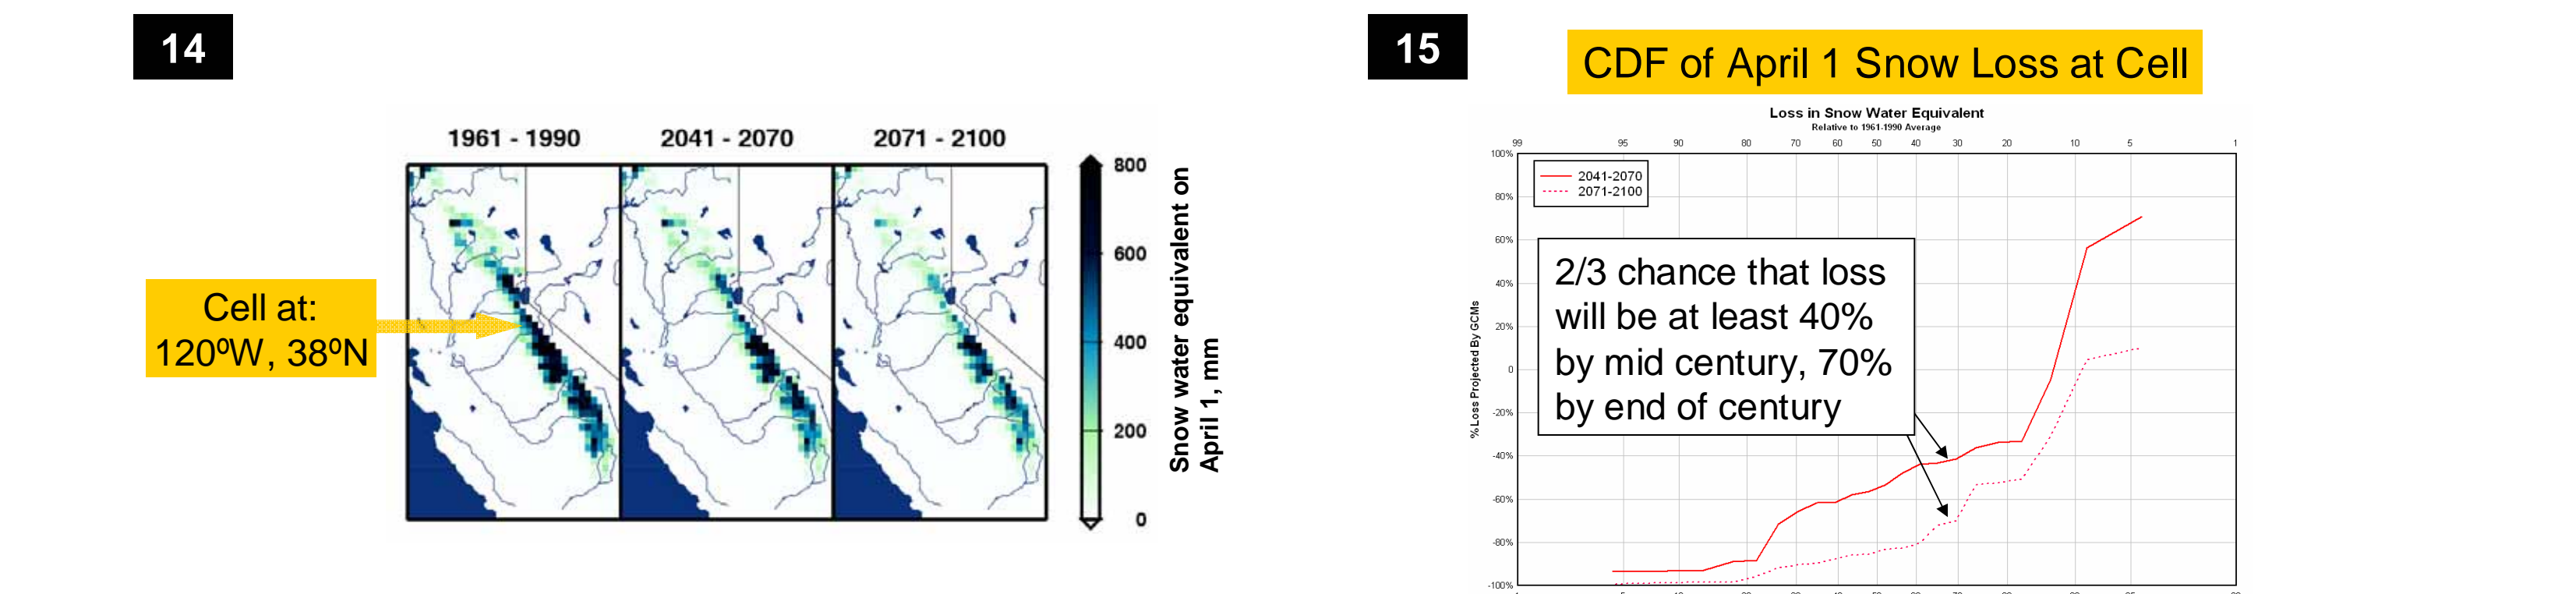 14
1961 - 1990
2041 - 2070
2071 - 2100
Cell at:
120ºW, 38ºN
800
600
400
200
0
Snow water equivalent on
April 1, mm
15
CDF of April 1 Snow Loss at Cell
Loss in Snow Water Equivalent
Relative to 1961-1990 Average
99 95 90 80 70 60 50 40 30 20 10 5 1
100%
80%
60%
40%
20%
0
-20%
-40%
-60%
-80%
-100%
% Loss Projected By GCMs
2041-2070
2071-2100
2/3 chance that loss
will be at least 40%
by mid century, 70%
by end of century